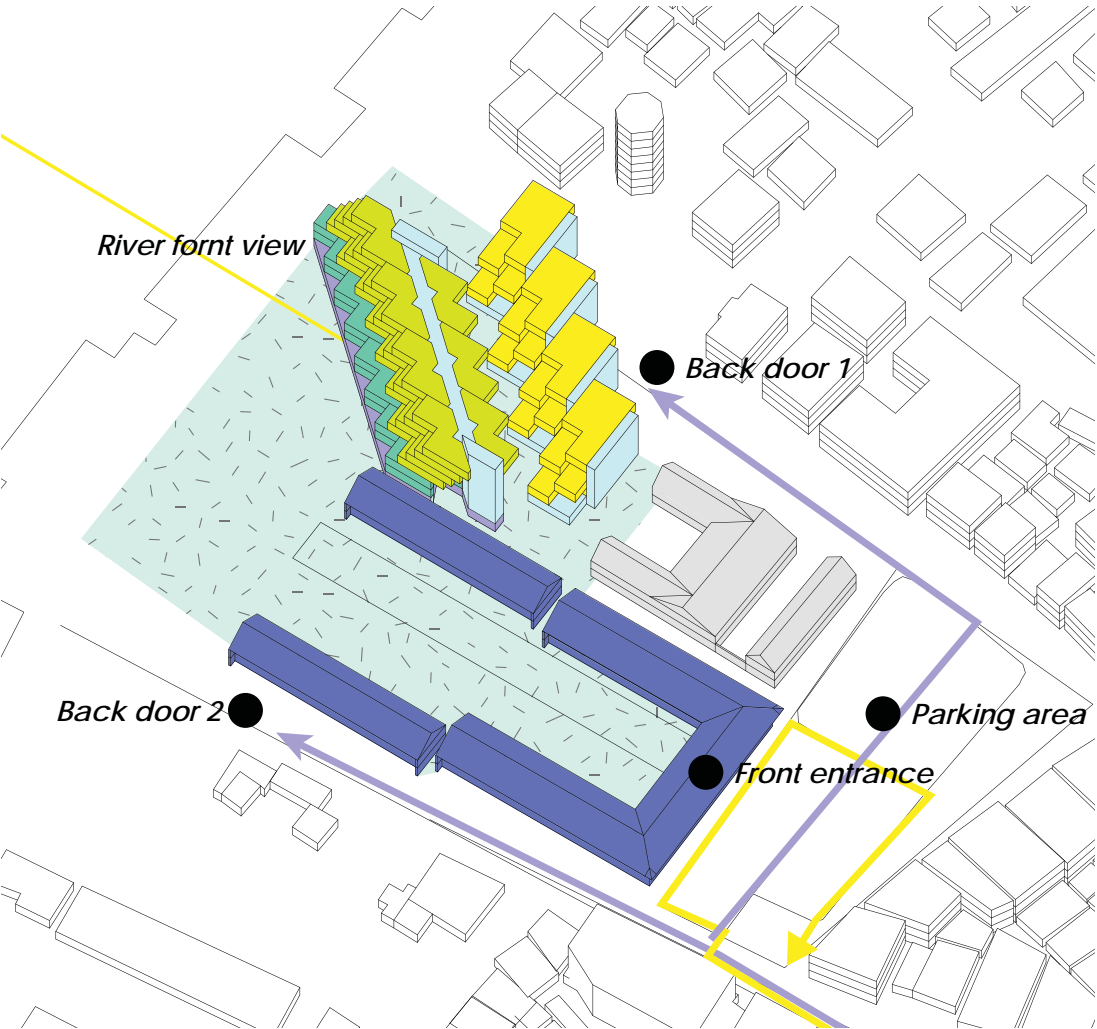 River fornt view
Back door 1
Back door 2
Parking area
Front entrance